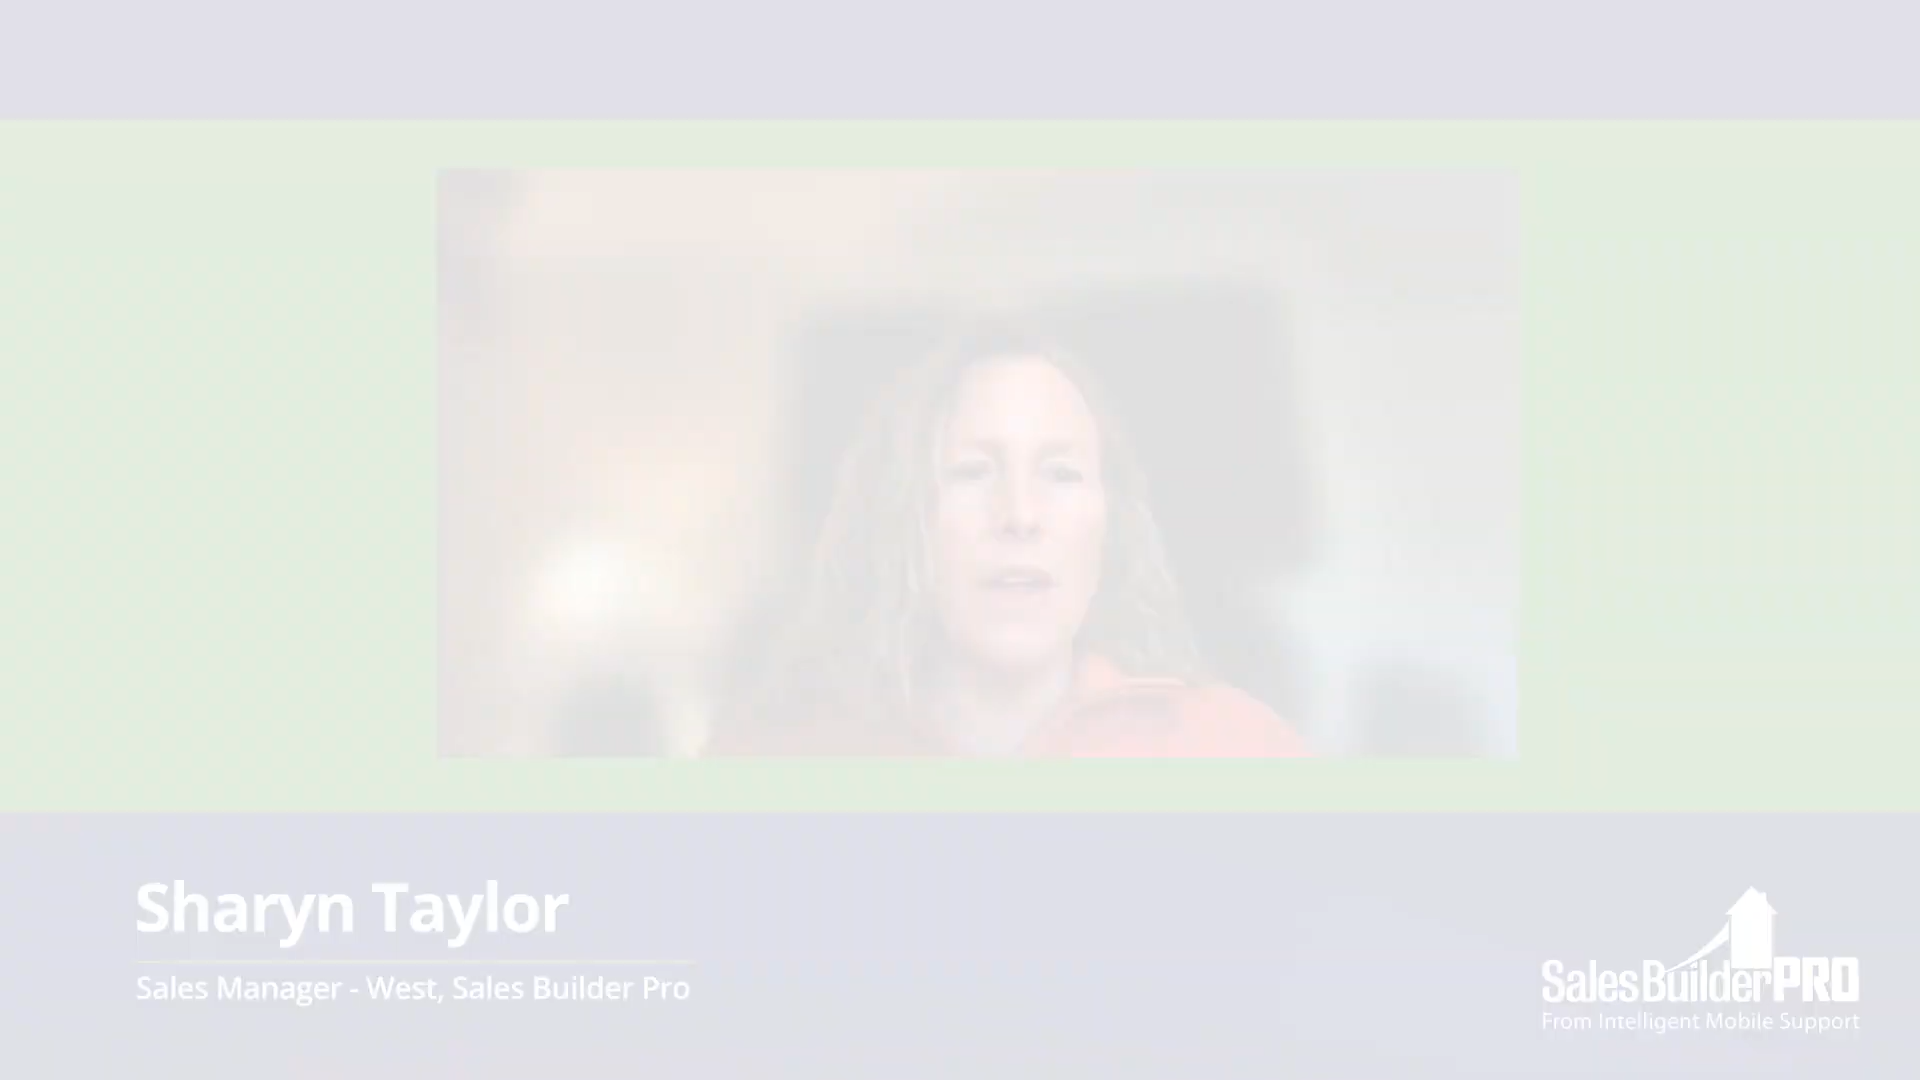 Sharyn Taylor
Sales Manager - West, Sales Builder Pro
SalesBuilderPRO
From Intelligent Mobile Support